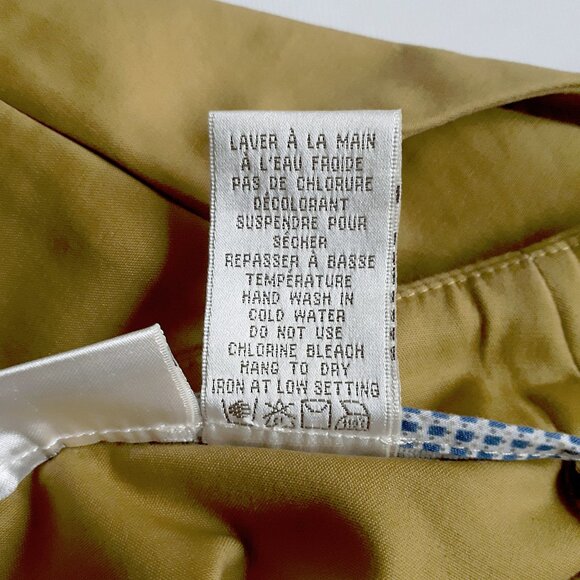 LAVER À LA MAIN
À L'EAU FROIDE
PAS DE CHLORURE
DÉCOLORANT
SUSPENDRE POUR
SÉCHER
REPASSER À BASSE
TEMPÉRATURE
HAND WASH IN
COLD WATER
DO NOT USE
CHLORINE BLEACH
HANG TO DRY
IRON AT LOW SETTING